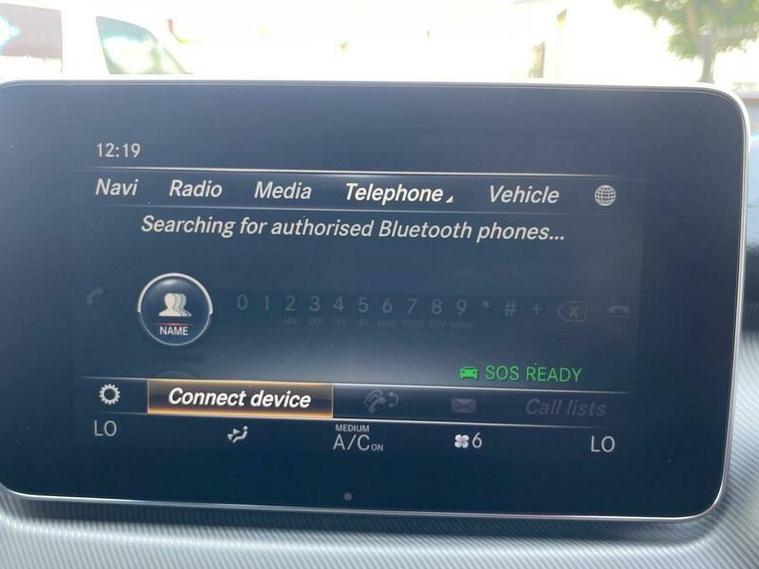 12:19
Navi Radio Media Telephone Vehicle
Searching for authorised Bluetooth phones...
0 1 2 3 4 5 6 7 8 9 * # +
NAME
SOS READY
Connect device Call lists
LO MEDIUM A/C ON 6 LO